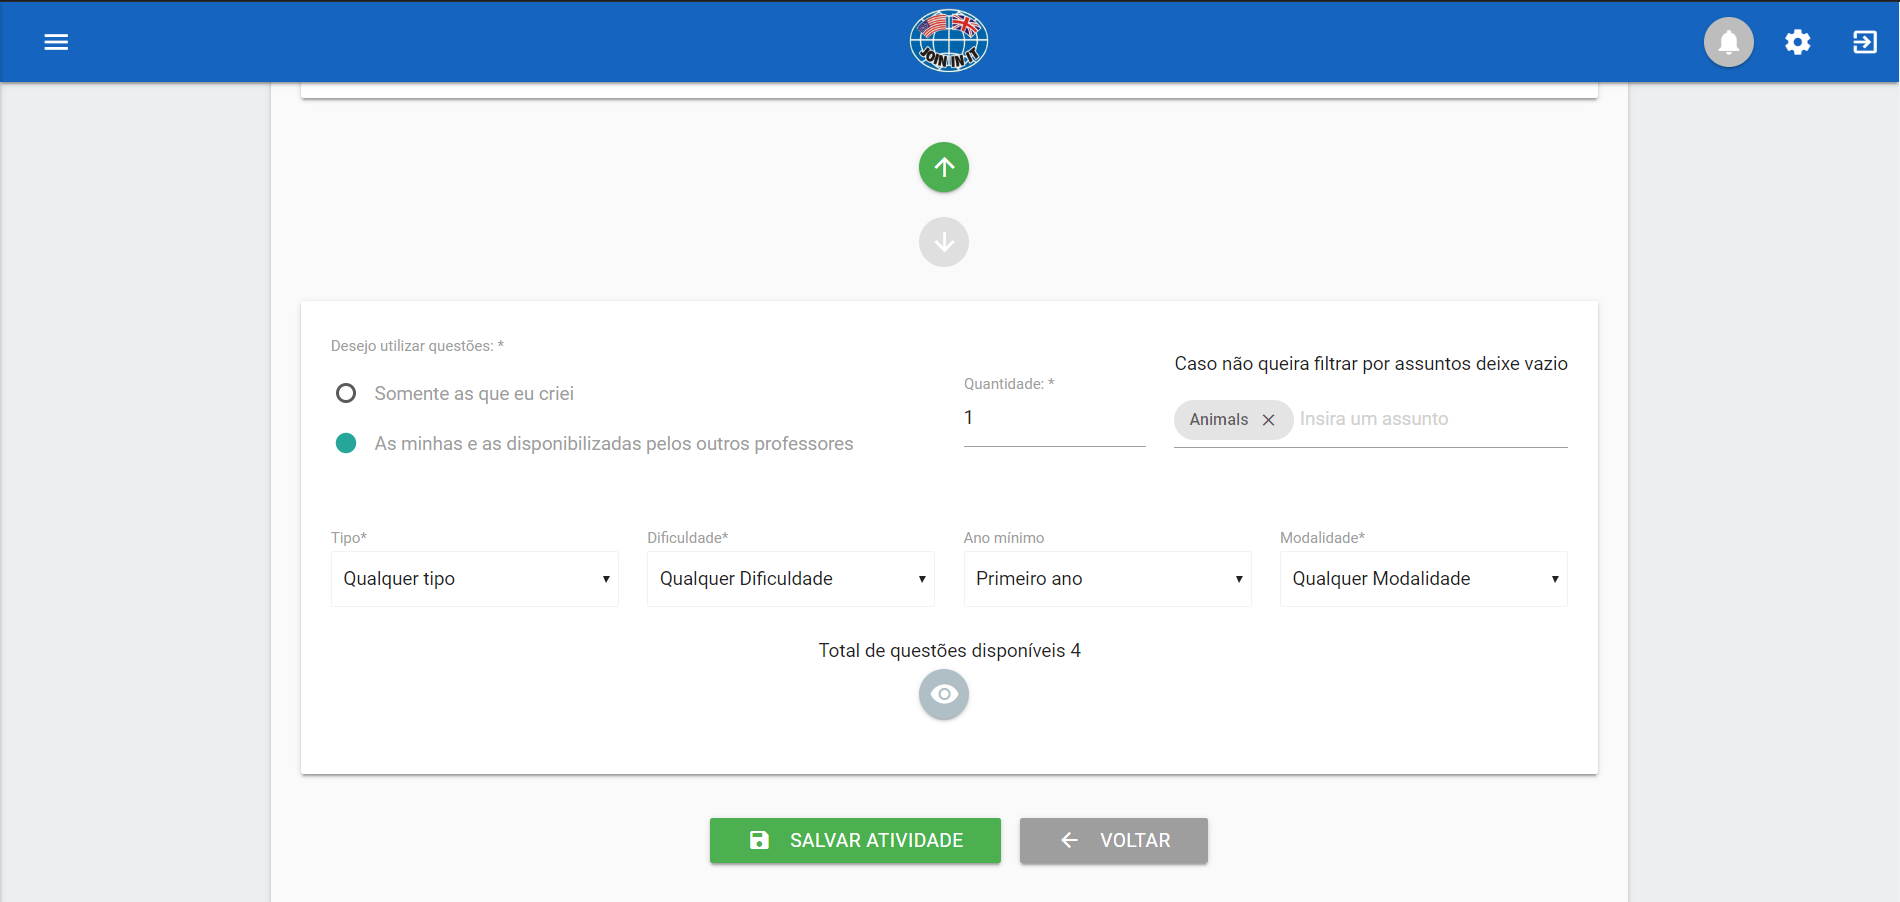 JOIN IN IT
Desejo utilizar questões: *
Somente as que eu criei
As minhas e as disponibilizadas pelos outros professores
Quantidade: *
1
Caso não queira filtrar por assuntos deixe vazio
Animals Insira um assunto
Tipo*
Qualquer tipo
Dificuldade*
Qualquer Dificuldade
Ano mínimo
Primeiro ano
Modalidade*
Qualquer Modalidade
Total de questões disponíveis 4
SALVAR ATIVIDADE
VOLTAR